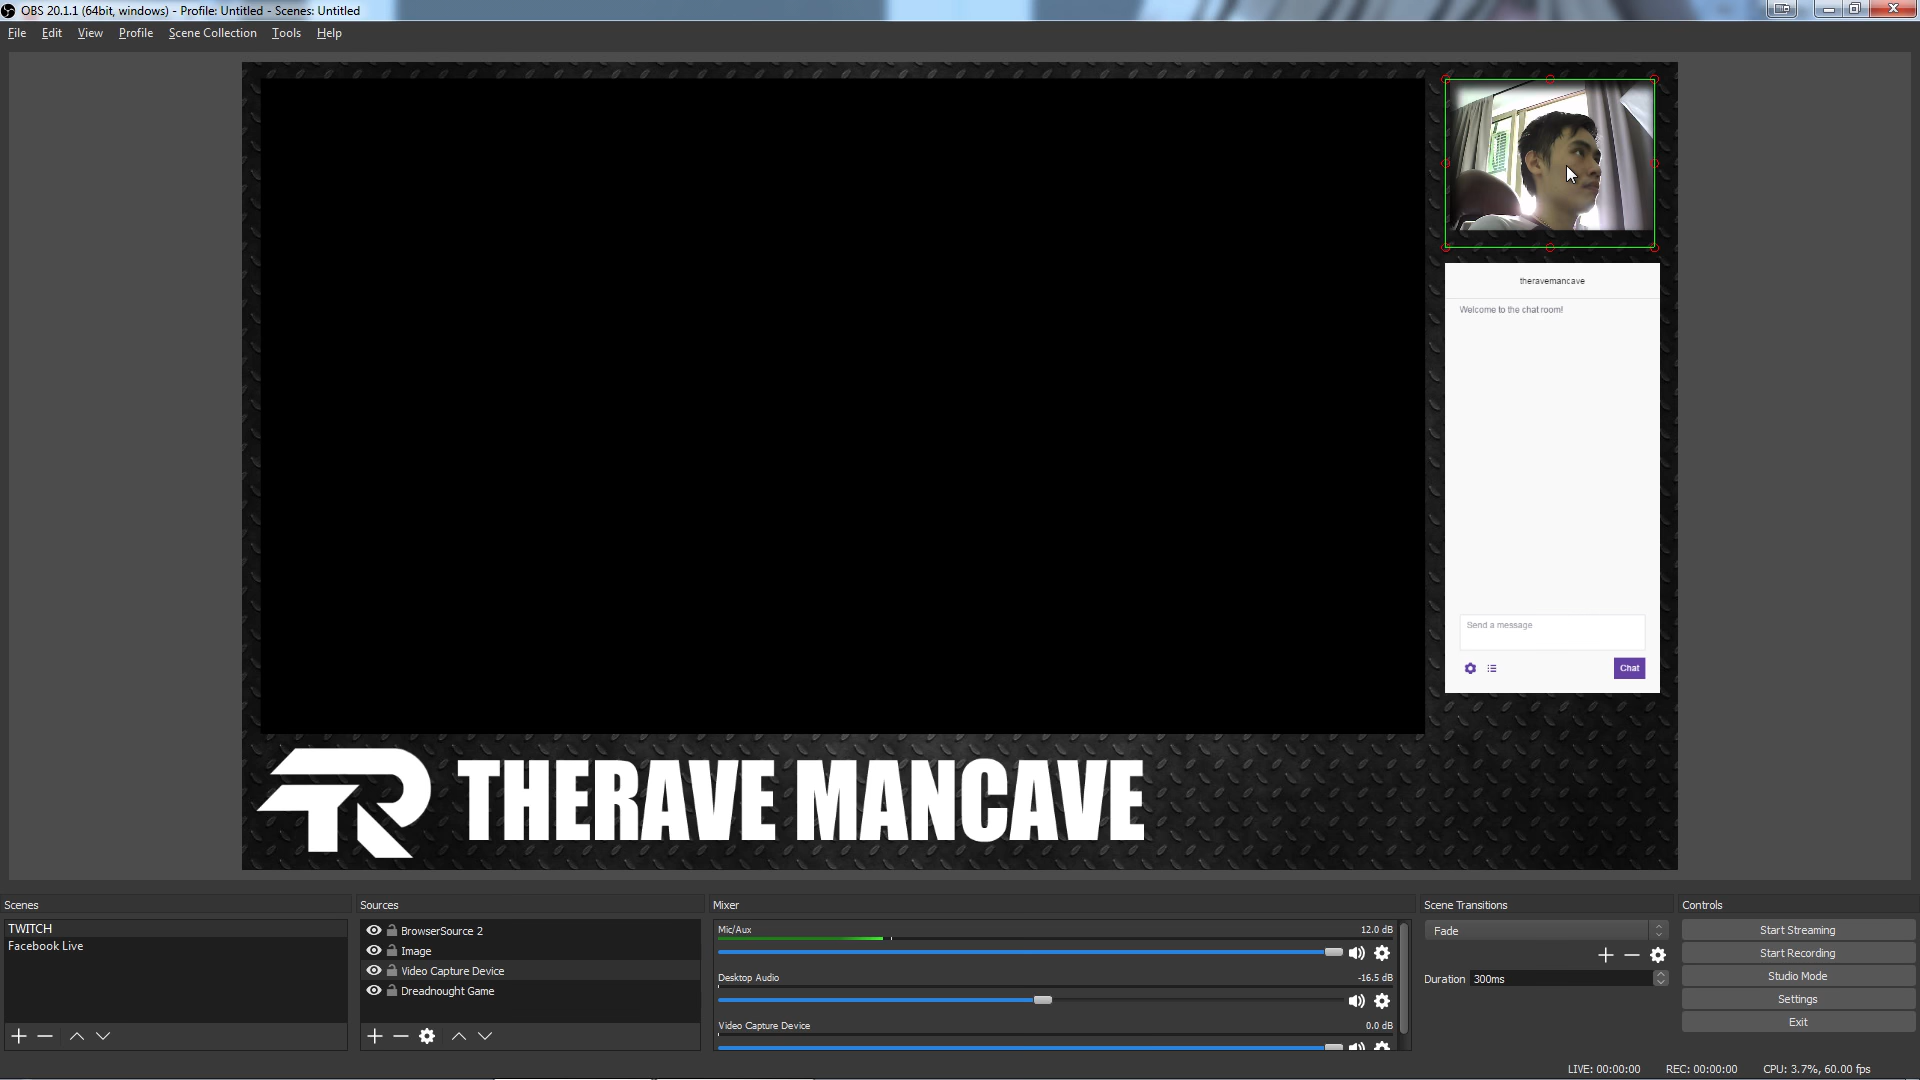 OBS 20.1.1 (64bit, windows) - Profile: Untitled - Scenes: Untitled
File Edit View Profile Scene Collection Tools Help
theravemancave
Welcome to the chat room!
Send a message
Chat
TR THERAVE MANCAVE
Scenes
TWITCH
Facebook Live
Sources
BrowserSource 2
Image
Video Capture Device
Dreadnought Game
Mixer
Mic/Aux 12.0 dB
Desktop Audio -16.5 dB
Video Capture Device 0.0 dB
Scene Transitions
Fade
Duration 300ms
Controls
Start Streaming
Start Recording
Studio Mode
Settings
Exit
LIVE: 00:00:00 REC: 00:00:00 CPU: 3.7%, 60.00 fps